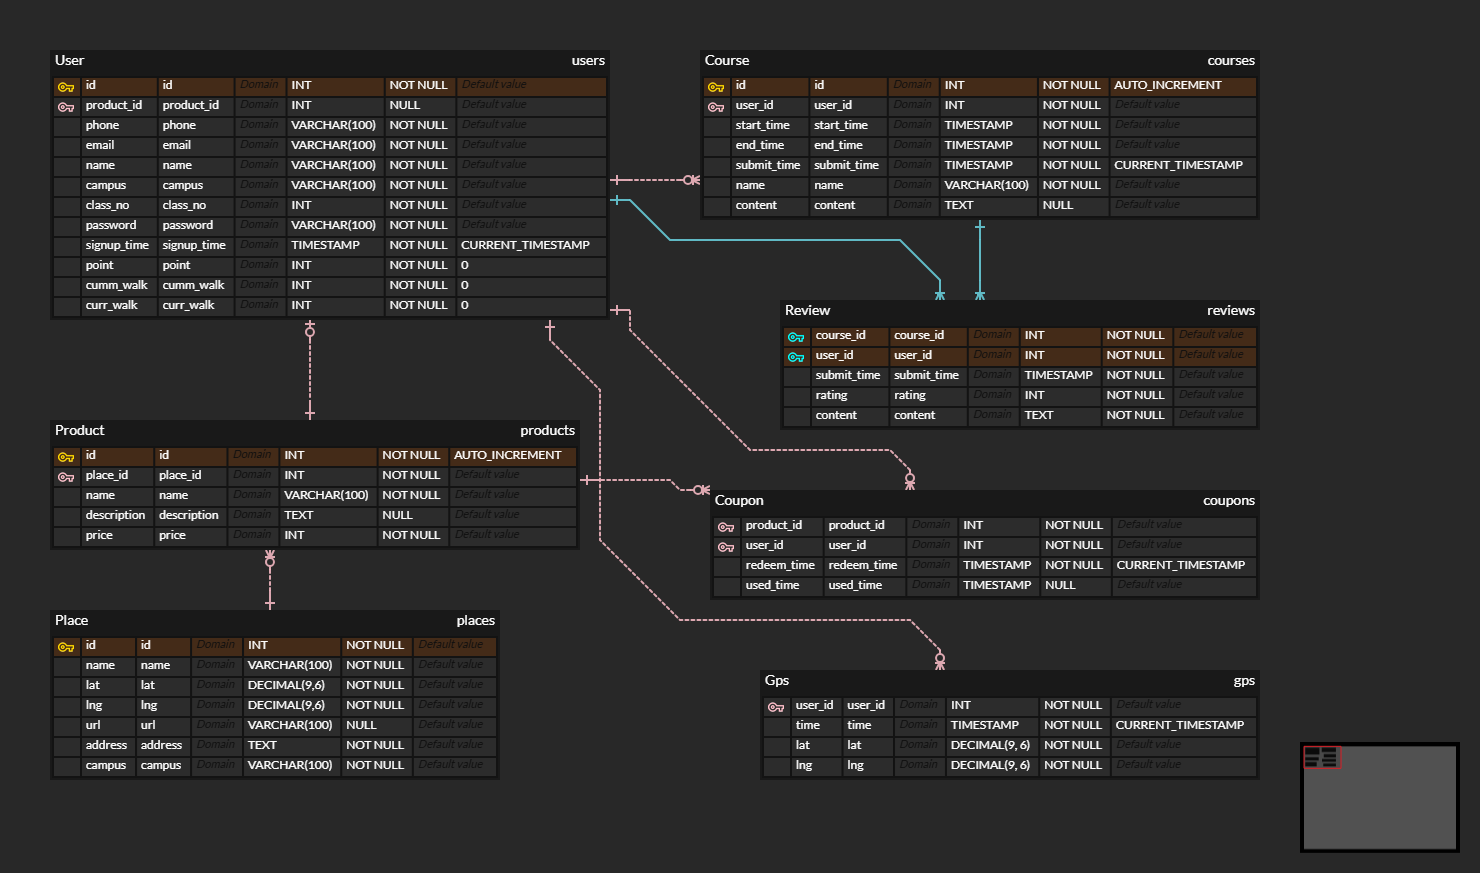 User users
id id Domain INT NOT NULL Default value
product_id product_id Domain INT NULL Default value
phone phone Domain VARCHAR(100) NOT NULL Default value
email email Domain VARCHAR(100) NOT NULL Default value
name name Domain VARCHAR(100) NOT NULL Default value
campus campus Domain VARCHAR(100) NOT NULL Default value
class_no class_no Domain INT NOT NULL Default value
password password Domain VARCHAR(100) NOT NULL Default value
signup_time signup_time Domain TIMESTAMP NOT NULL CURRENT_TIMESTAMP
point point Domain INT NOT NULL 0
cumm_walk cumm_walk Domain INT NOT NULL 0
curr_walk curr_walk Domain INT NOT NULL 0
Course courses
id id Domain INT NOT NULL AUTO_INCREMENT
user_id user_id Domain INT NOT NULL Default value
start_time start_time Domain TIMESTAMP NOT NULL Default value
end_time end_time Domain TIMESTAMP NOT NULL Default value
submit_time submit_time Domain TIMESTAMP NOT NULL CURRENT_TIMESTAMP
name name Domain VARCHAR(100) NOT NULL Default value
content content Domain TEXT NULL Default value
Review reviews
course_id course_id Domain INT NOT NULL Default value
user_id user_id Domain INT NOT NULL Default value
submit_time submit_time Domain TIMESTAMP NOT NULL Default value
rating rating Domain INT NOT NULL Default value
content content Domain TEXT NOT NULL Default value
Product products
id id Domain INT NOT NULL AUTO_INCREMENT
place_id place_id Domain INT NOT NULL Default value
name name Domain VARCHAR(100) NOT NULL Default value
description description Domain TEXT NULL Default value
price price Domain INT NOT NULL Default value
Coupon coupons
product_id product_id Domain INT NOT NULL Default value
user_id user_id Domain INT NOT NULL Default value
redeem_time redeem_time Domain TIMESTAMP NOT NULL CURRENT_TIMESTAMP
used_time used_time Domain TIMESTAMP NULL Default value
Place places
id id Domain INT NOT NULL Default value
name name Domain VARCHAR(100) NOT NULL Default value
lat lat Domain DECIMAL(9,6) NOT NULL Default value
lng lng Domain DECIMAL(9,6) NOT NULL Default value
url url Domain VARCHAR(100) NULL Default value
address address Domain TEXT NOT NULL Default value
campus campus Domain VARCHAR(100) NOT NULL Default value
Gps gps
user_id user_id Domain INT NOT NULL Default value
time time Domain TIMESTAMP NOT NULL CURRENT_TIMESTAMP
lat lat Domain DECIMAL(9, 6) NOT NULL Default value
lng lng Domain DECIMAL(9, 6) NOT NULL Default value